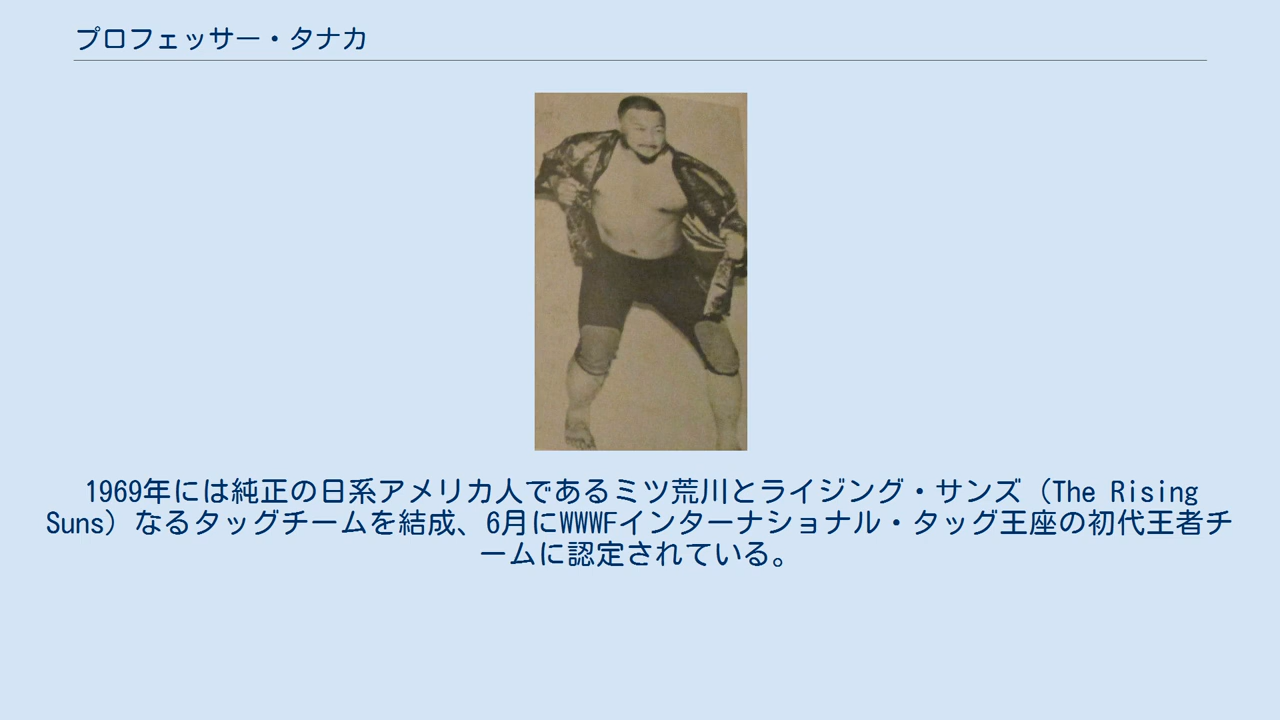 プロフェッサー・タナカ
1969年には純正の日系アメリカ人であるミツ荒川とライジング・サンズ（The Rising
Suns）なるタッグチームを結成、6月にWWWFインターナショナル・タッグ王座の初代王者チ
ームに認定されている。